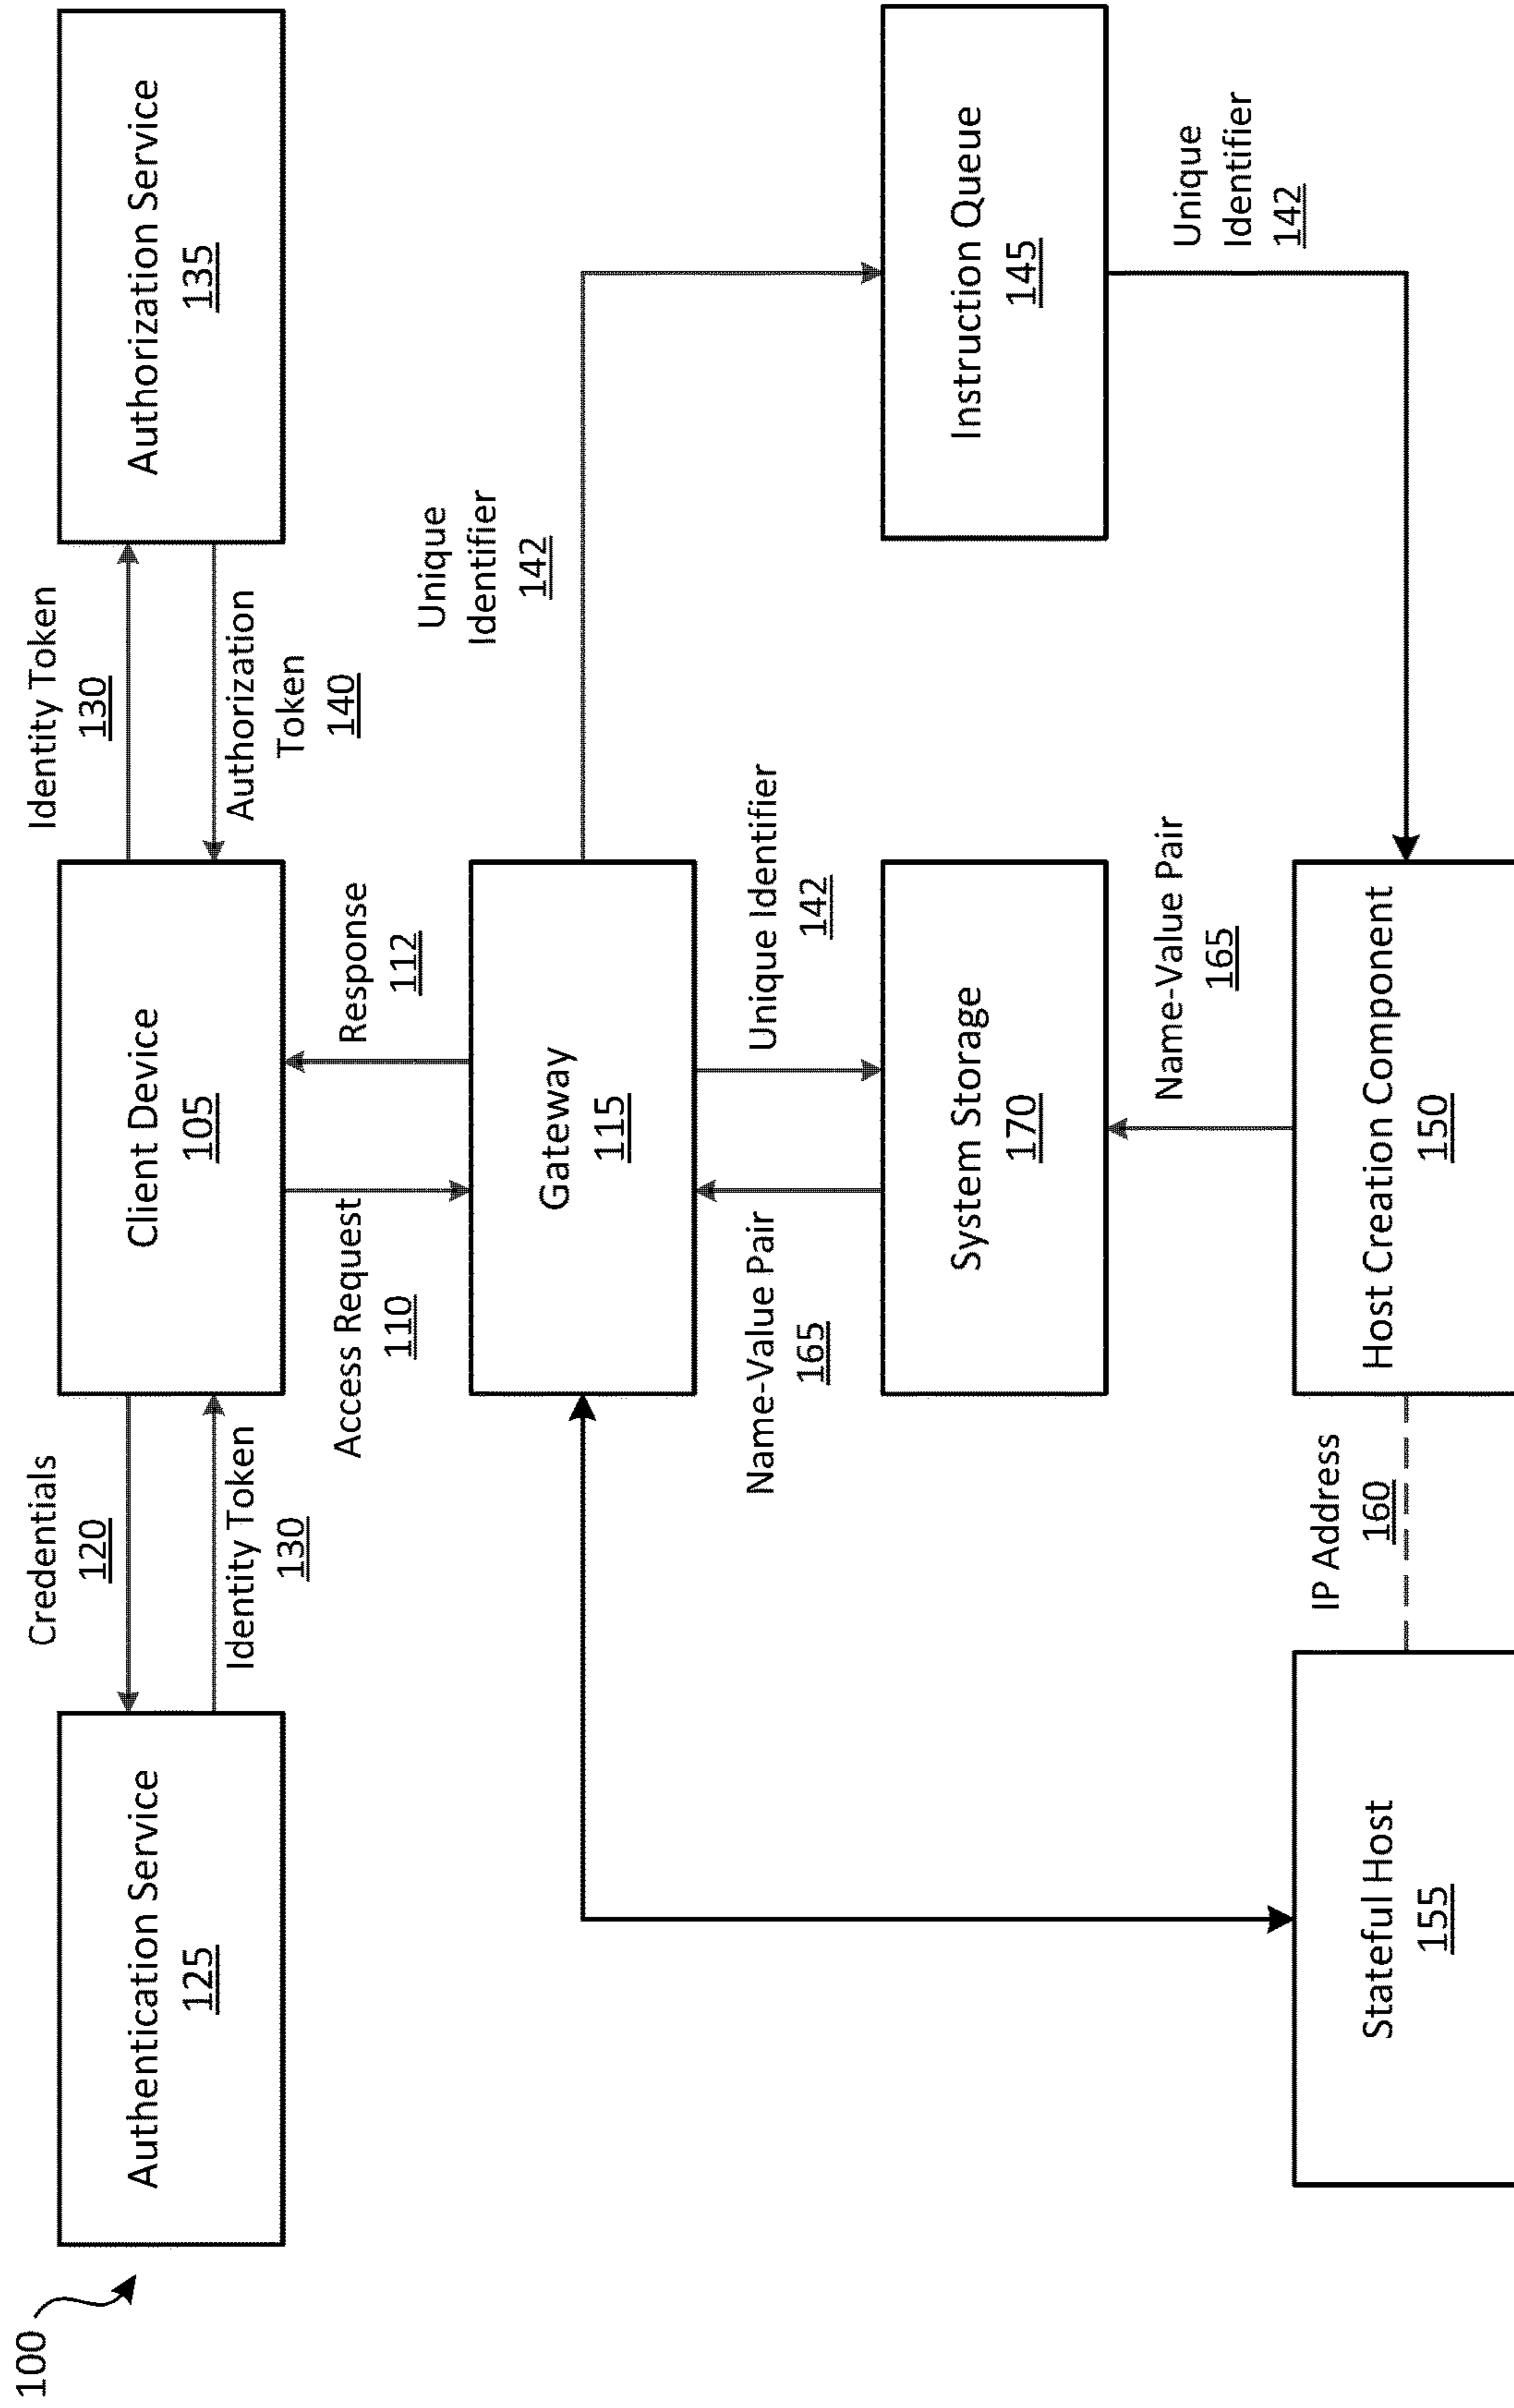 100
Authentication Service
125
Credentials
120
Identity Token
130
Client Device
105
Identity Token
130
Authorization
Token
140
Authorization Service
135
Access Request
110
Response
112
Gateway
115
Unique
Identifier
142
Name-Value Pair
165
Unique Identifier
142
System Storage
170
Instruction Queue
145
Name-Value Pair
165
Unique
Identifier
142
Stateful Host
155
IP Address
160
Host Creation Component
150